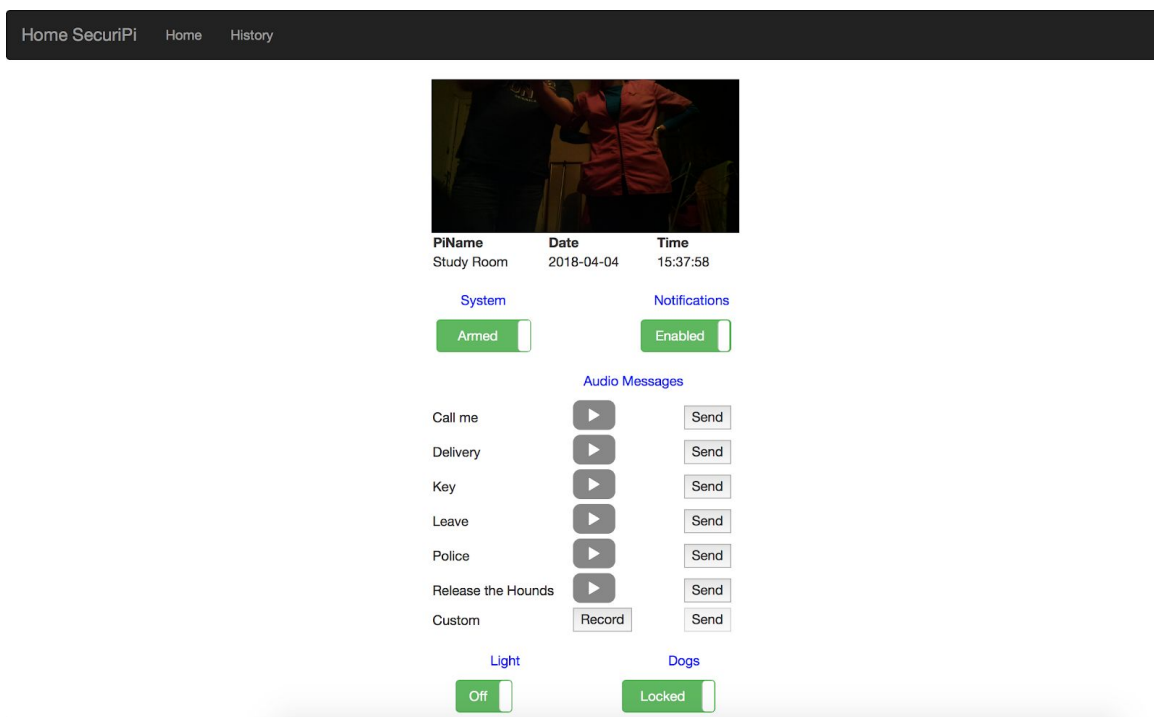 Home SecuriPi Home History
PiName Date Time
Study Room 2018-04-04 15:37:58
System Notifications
Armed Enabled
Audio Messages
Call me Send
Delivery Send
Key Send
Leave Send
Police Send
Release the Hounds Send
Custom Record Send
Light Dogs
Off Locked